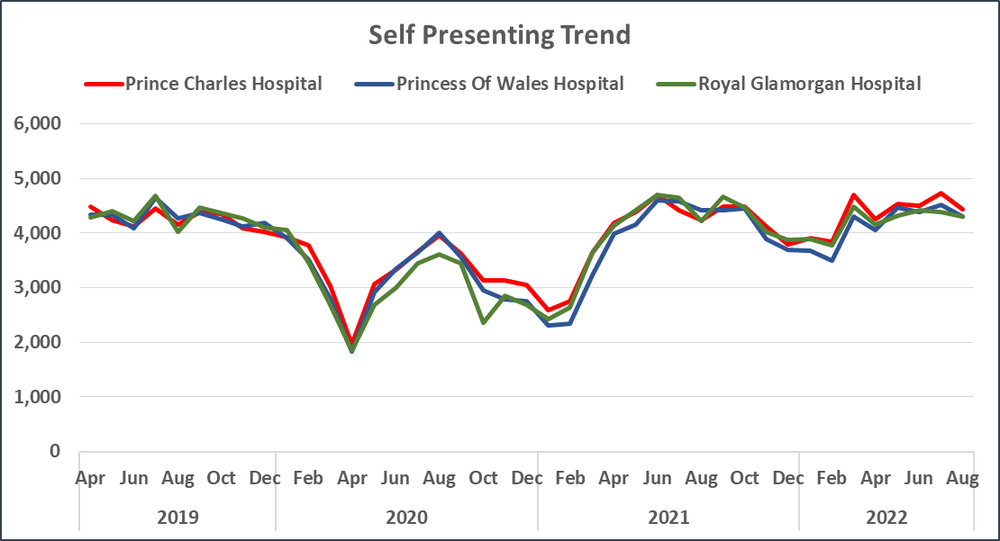 Self Presenting Trend
Prince Charles Hospital Princess Of Wales Hospital Royal Glamorgan Hospital
6,000
5,000
4,000
3,000
2,000
1,000
0
Apr Jun Aug Oct Dec Feb Apr Jun Aug Oct Dec Feb Apr Jun Aug Oct Dec Feb Apr Jun Aug
2019 2020 2021 2022